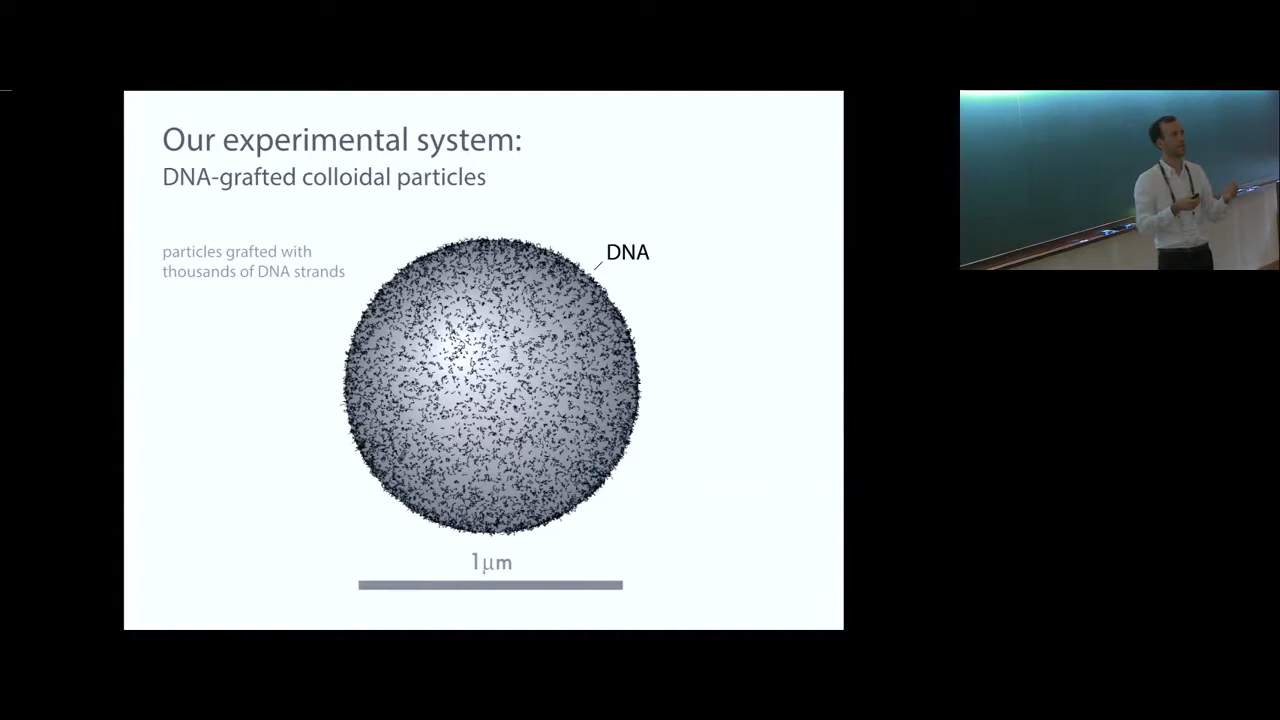 Our experimental system:
DNA-grafted colloidal particles
particles grafted with
thousands of DNA strands
DNA
1μm